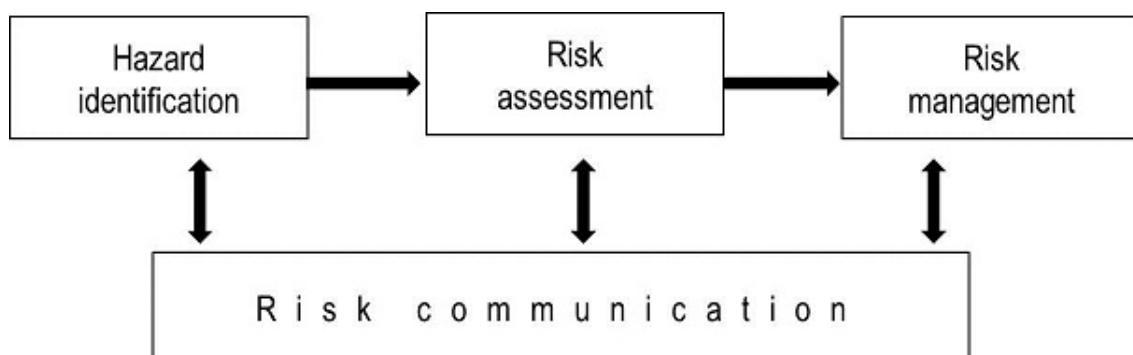 Hazard
identification
Risk
assessment
Risk
management
Risk communication